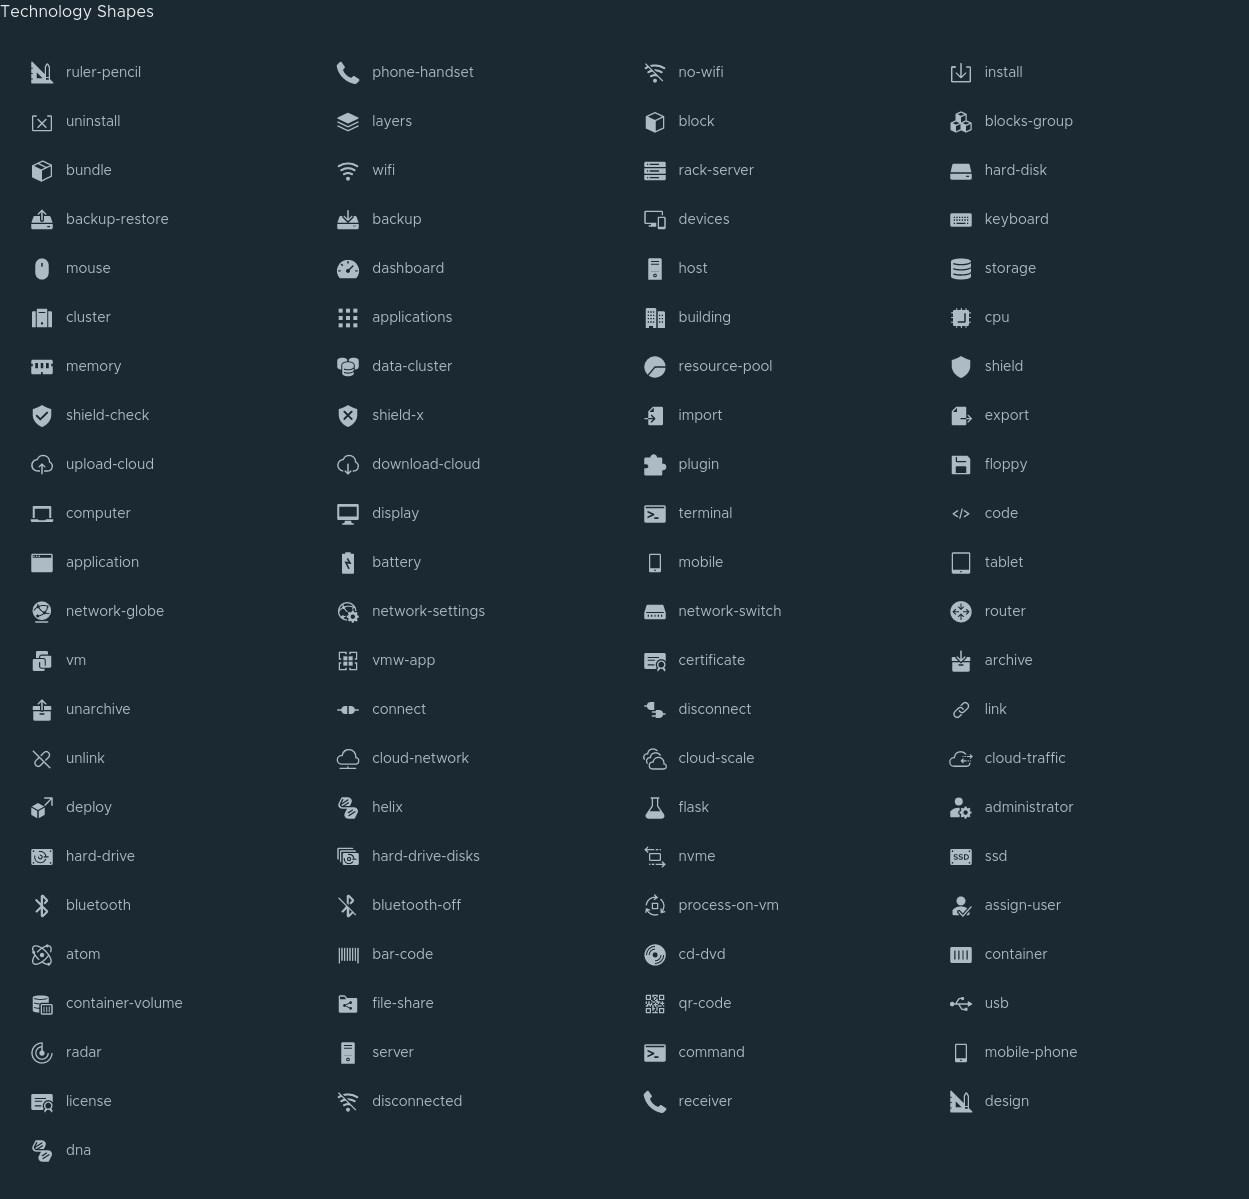 Technology Shapes
ruler-pencil phone-handset no-wifi install
uninstall layers block blocks-group
bundle wifi rack-server hard-disk
backup-restore backup devices keyboard
mouse dashboard host storage
cluster applications building cpu
memory data-cluster resource-pool shield
shield-check shield-x import export
upload-cloud download-cloud plugin floppy
computer display terminal code
application battery mobile tablet
network-globe network-settings network-switch router
vm vmw-app certificate archive
unarchive connect disconnect link
unlink cloud-network cloud-scale cloud-traffic
deploy helix flask administrator
hard-drive hard-drive-disks nvme SSD ssd
bluetooth bluetooth-off process-on-vm assign-user
atom bar-code cd-dvd container
container-volume file-share qr-code usb
radar server command mobile-phone
license disconnected receiver design
dna